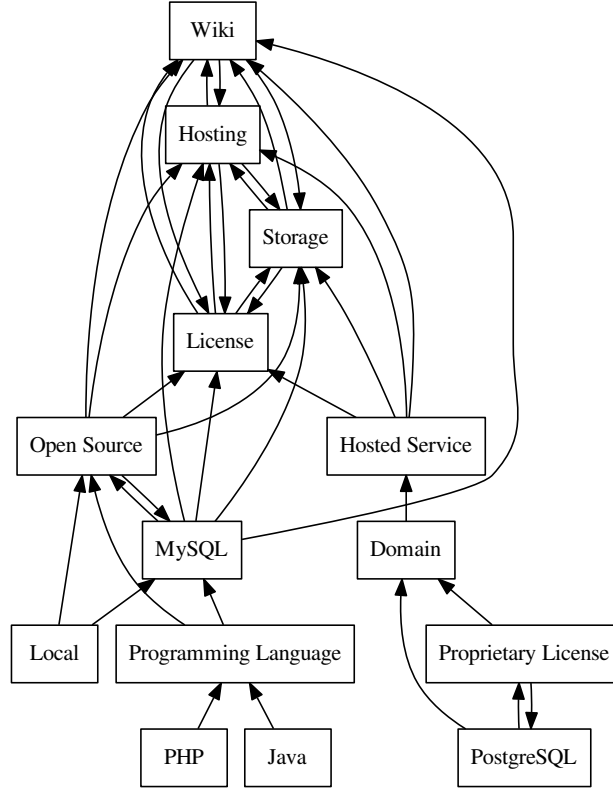 Wiki
Hosting
Storage
License
Open Source
Hosted Service
MySQL
Domain
Local
Programming Language
Proprietary License
PHP
Java
PostgreSQL